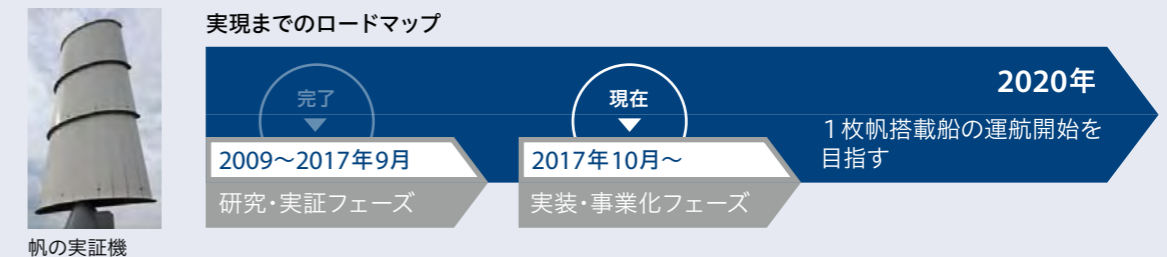 実現までのロードマップ
完了
現在
2020年
1枚帆搭載船の運航開始を
目指す
2009〜2017年9月
2017年10月〜
研究・実証フェーズ
実装・事業化フェーズ
帆の実証機